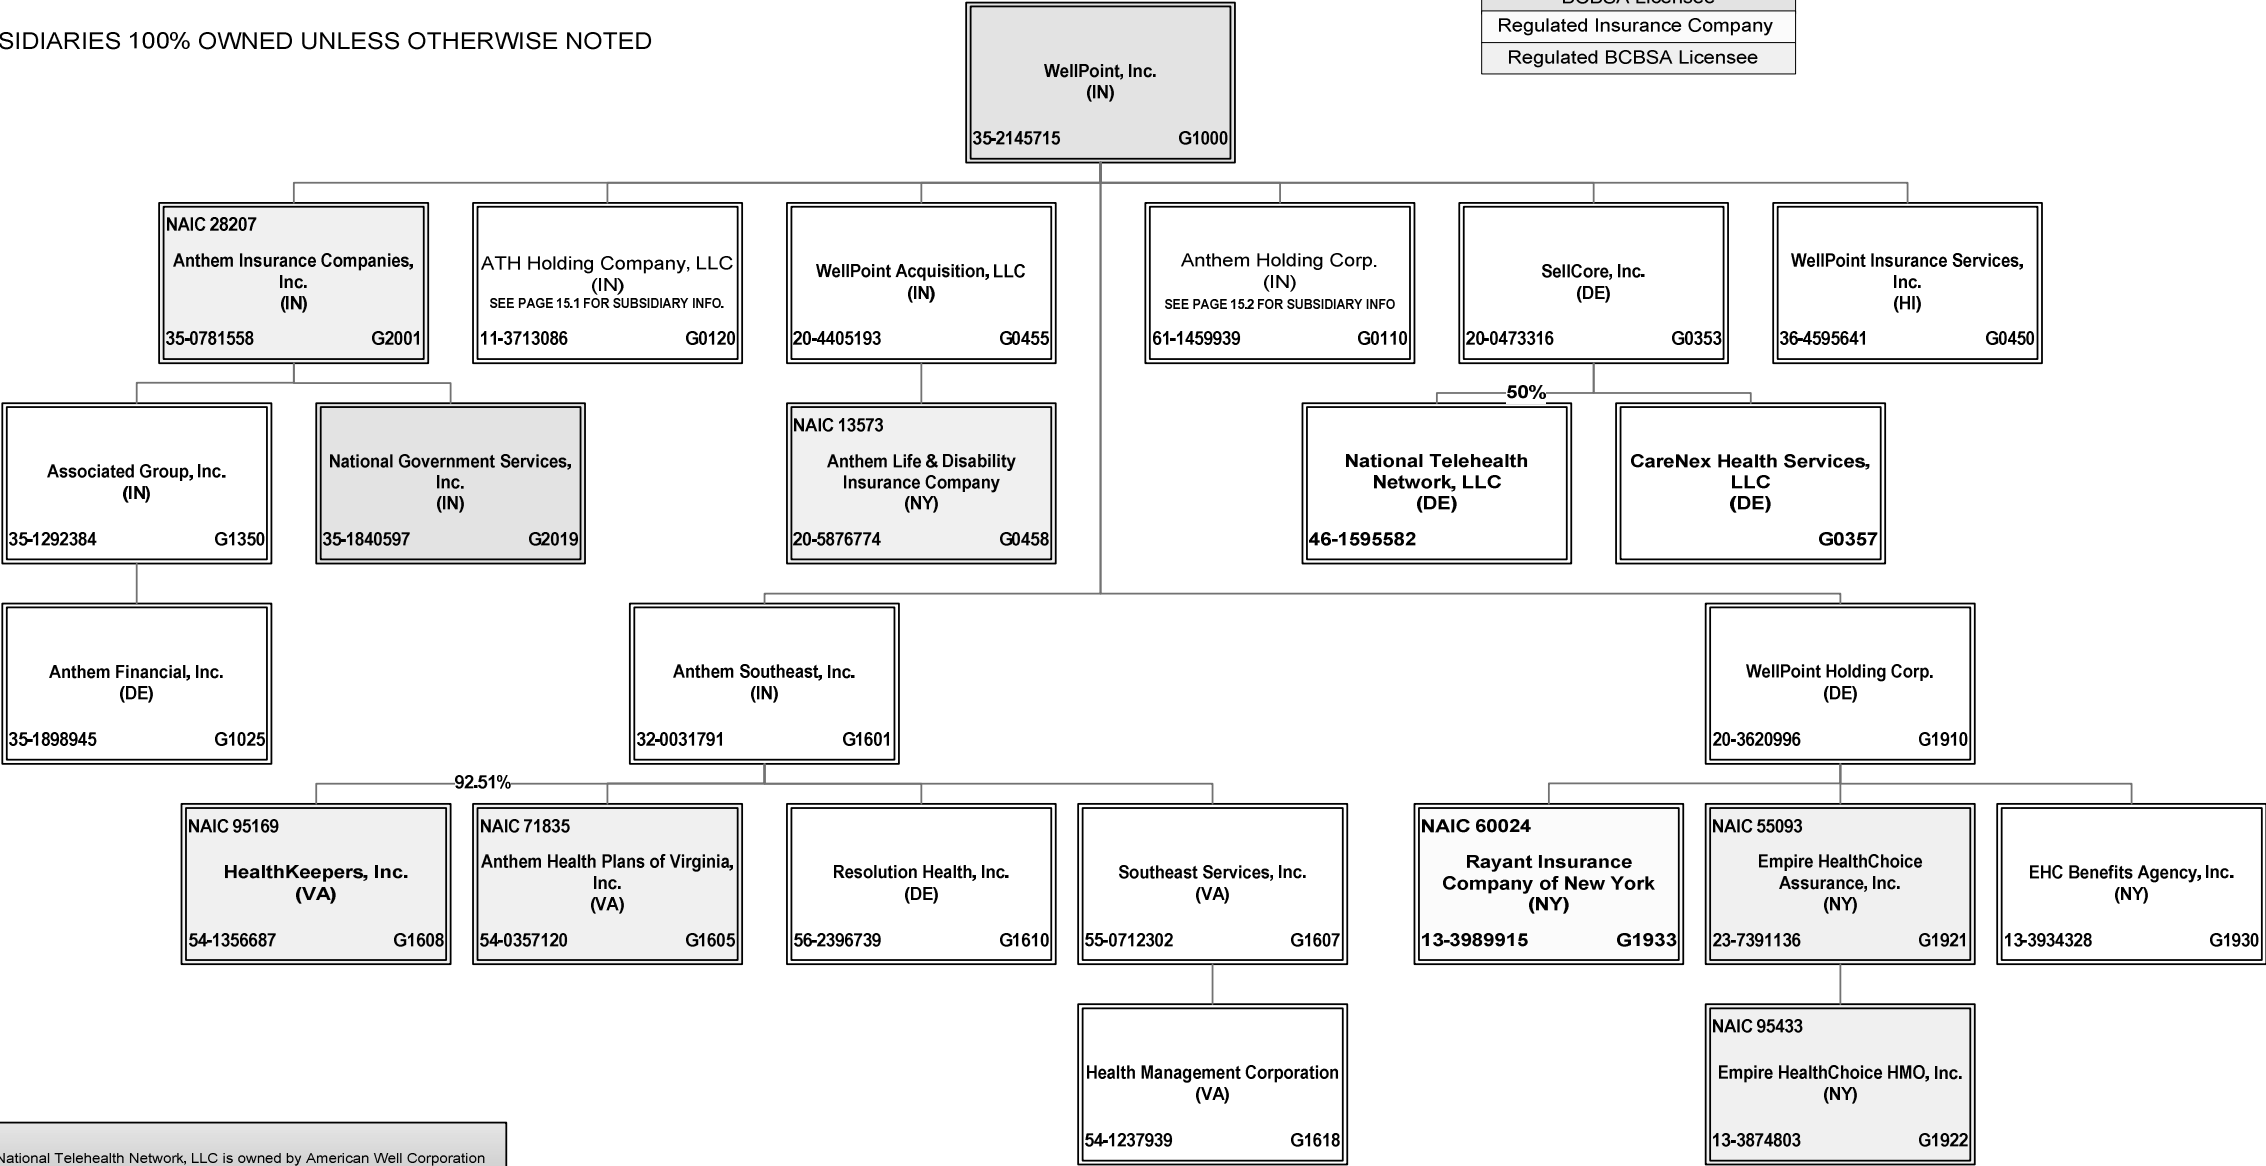 SIDIARIES 100% OWNED UNLESS OTHERWISE NOTED
BCBSA Licensee
Regulated Insurance Company
Regulated BCBSA Licensee
WellPoint, Inc.
(IN)
35-2145715 G1000
NAIC 28207
Anthem Insurance Companies,
Inc.
(IN)
35-0781558 G2001
ATH Holding Company, LLC
(IN)
SEE PAGE 15.1 FOR SUBSIDIARY INFO.
11-3713086 G0120
WellPoint Acquisition, LLC
(IN)
20-4405193 G0455
Anthem Holding Corp.
(IN)
SEE PAGE 15.2 FOR SUBSIDIARY INFO
61-1459939 G0110
SellCore, Inc.
(DE)
20-0473316 G0353
WellPoint Insurance Services,
Inc.
(HI)
36-4595641 G0450
50%
Associated Group, Inc.
(IN)
35-1292384 G1350
National Government Services,
Inc.
(IN)
35-1840597 G2019
NAIC 13573
Anthem Life & Disability
Insurance Company
(NY)
20-5876774 G0458
National Telehealth
Network, LLC
(DE)
46-1595582
CareNex Health Services,
LLC
(DE)
G0357
Anthem Financial, Inc.
(DE)
35-1898945 G1025
Anthem Southeast, Inc.
(IN)
32-0031791 G1601
WellPoint Holding Corp.
(DE)
20-3620996 G1910
92.51%
NAIC 95169
HealthKeepers, Inc.
(VA)
54-1356687 G1608
NAIC 71835
Anthem Health Plans of Virginia,
Inc.
(VA)
54-0357120 G1605
Resolution Health, Inc.
(DE)
56-2396739 G1610
Southeast Services, Inc.
(VA)
55-0712302 G1607
NAIC 60024
Rayant Insurance
Company of New York
(NY)
13-3989915 G1933
NAIC 55093
Empire HealthChoice
Assurance, Inc.
(NY)
23-7391136 G1921
EHC Benefits Agency, Inc.
(NY)
13-3934328 G1930
Health Management Corporation
(VA)
54-1237939 G1618
NAIC 95433
Empire HealthChoice HMO, Inc.
(NY)
13-3874803 G1922
National Telehealth Network, LLC is owned by American Well Corporation